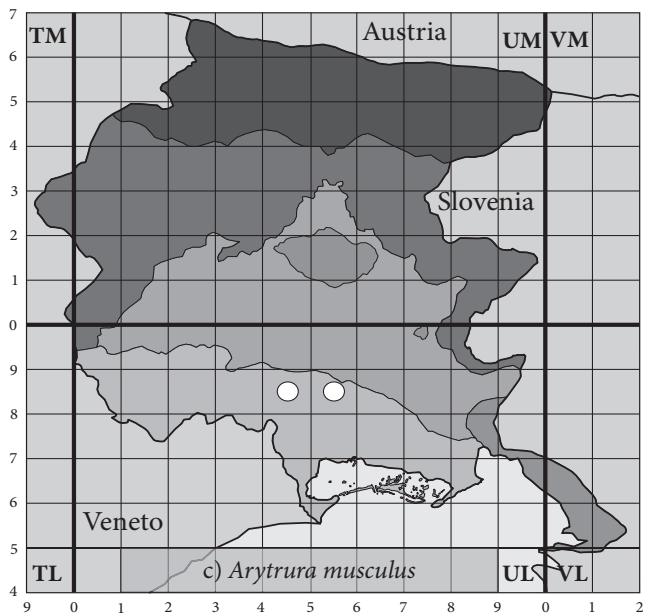 7
TM
Austria
UM
VM
6
5
4
3
Slovenia
2
1
0
9
8
7
6
Veneto
5
TL
c) Arytrura musculus
UL
VL
4
9 0 1 2 3 4 5 6 7 8 9 0 1 2